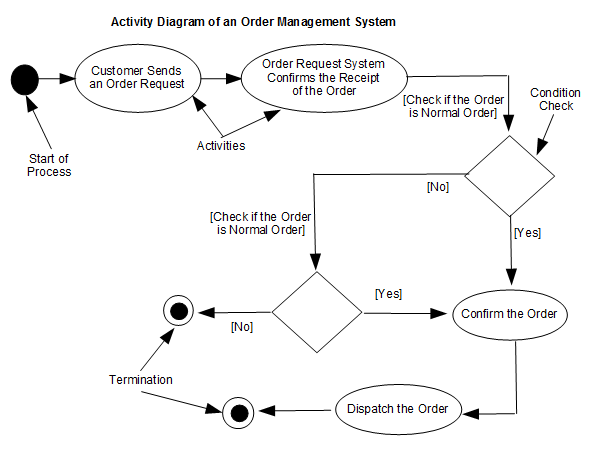 Activity Diagram of an Order Management System
Customer Sends
an Order Request
Order Request System
Confirms the Receipt
of the Order
[Check if the Order
is Normal Order]
Condition
Check
Activities
Start of
Process
[No]
[Check if the Order
is Normal Order]
[Yes]
[Yes]
Confirm the Order
[No]
Termination
Dispatch the Order